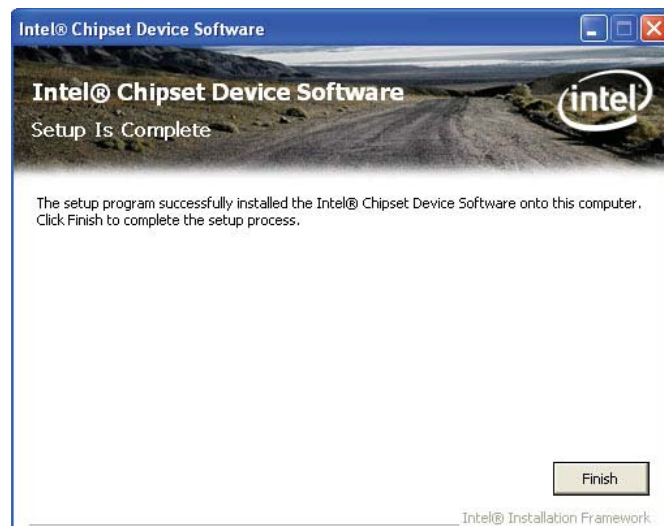 Intel® Chipset Device Software
Intel® Chipset Device Software
intel
Setup Is Complete
The setup program successfully installed the Intel® Chipset Device Software onto this computer.
Click Finish to complete the setup process.
Finish
Intel® Installation Framework